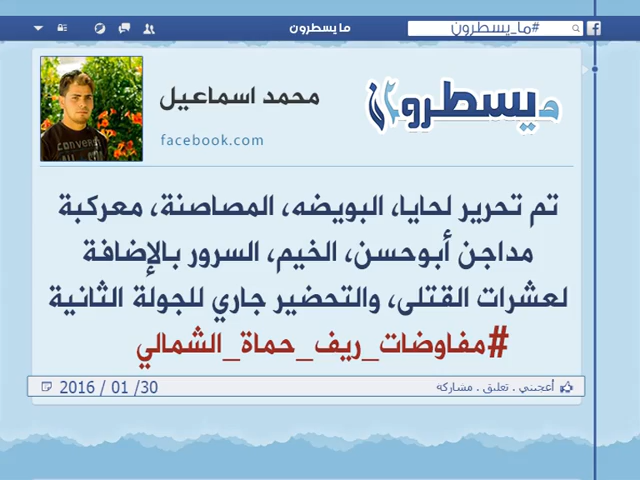 ما يسطرون
#ما_يسطرون
محمد اسماعيل
facebook.com
ما يسطرون
تم تحرير لحايا، البويضه، المصاصنة، معركبة
مداجن أبوحسن، الخيم، السرور بالإضافة
لعشرات القتلى، والتحضير جاري للجولة الثانية
#مفاوضات_ريف_حماة_الشمالي
أعجبني . تعليق . مشاركه
30/ 01 / 2016